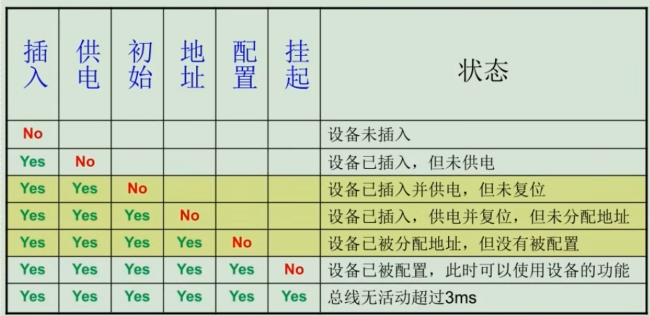 插入 供电 初始 地址 配置 挂起 状态
No 设备未插入
Yes No 设备已插入，但未供电
Yes Yes No 设备已插入并供电，但未复位
Yes Yes Yes No 设备已插入，供电并复位，但未分配地址
Yes Yes Yes Yes No 设备已被分配地址，但没有被配置
Yes Yes Yes Yes Yes No 设备已被配置，此时可以使用设备的功能
Yes Yes Yes Yes Yes Yes 总线无活动超过3ms